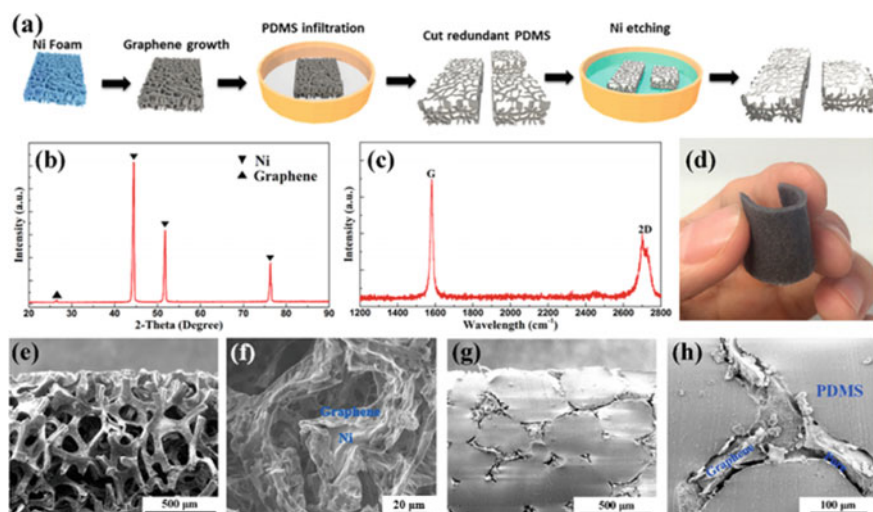 (a)
Ni Foam
Graphene growth
PDMS infiltration
Cut redundant PDMS
Ni etching
(b)
▼ Ni
▲ Graphene
Intensity (a.u.)
20 30 40 50 60 70 80 90
2-Theta (Degree)
(c)
G
2D
Intensity (a.u.)
1200 1400 1600 1800 2000 2200 2400 2600 2800
Wavelength (cm⁻¹)
(d)
(e)
500 μm
(f)
Graphene
Ni
20 μm
(g)
500 μm
(h)
PDMS
Graphene
100 μm